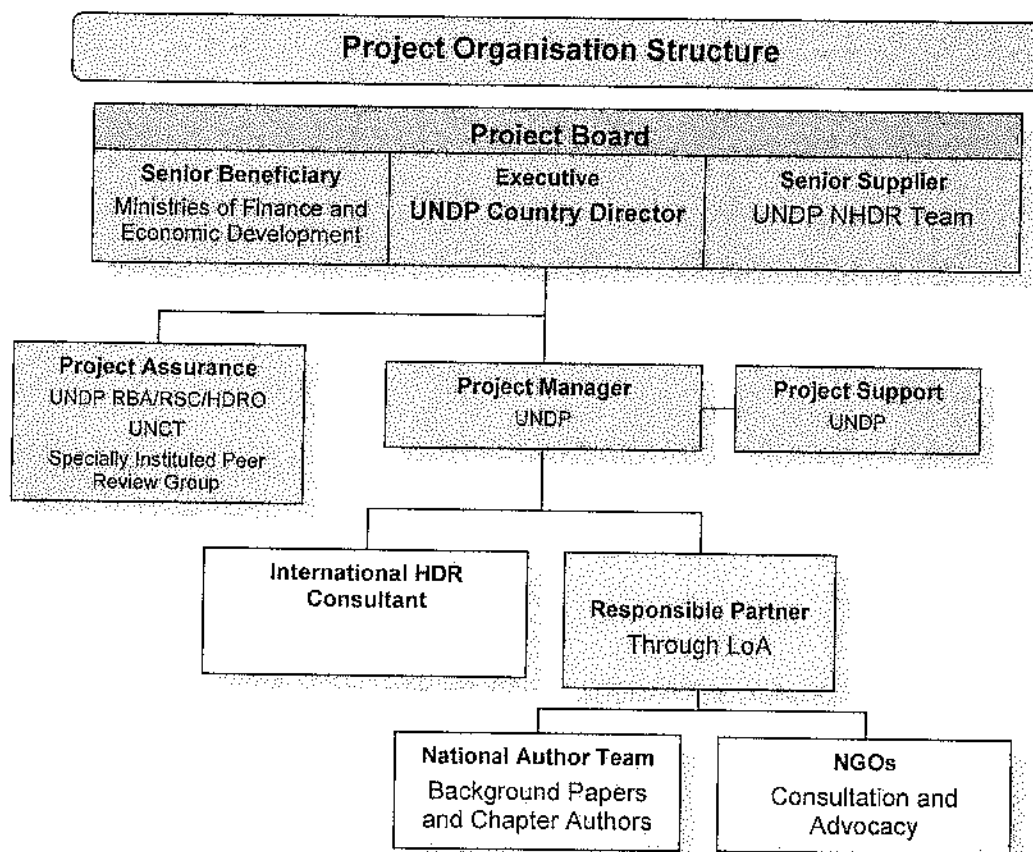 Project Organisation Structure
Project Board
Senior Beneficiary
Ministries of Finance and
Economic Development
Executive
UNDP Country Director
Senior Supplier
UNDP NHDR Team
Project Assurance
UNDP RBA/RSC/HDRO
UNCT
Specially Instituted Peer
Review Group
Project Manager
UNDP
Project Support
UNDP
International HDR
Consultant
Responsible Partner
Through LoA
National Author Team
Background Papers
and Chapter Authors
NGOs
Consultation and
Advocacy